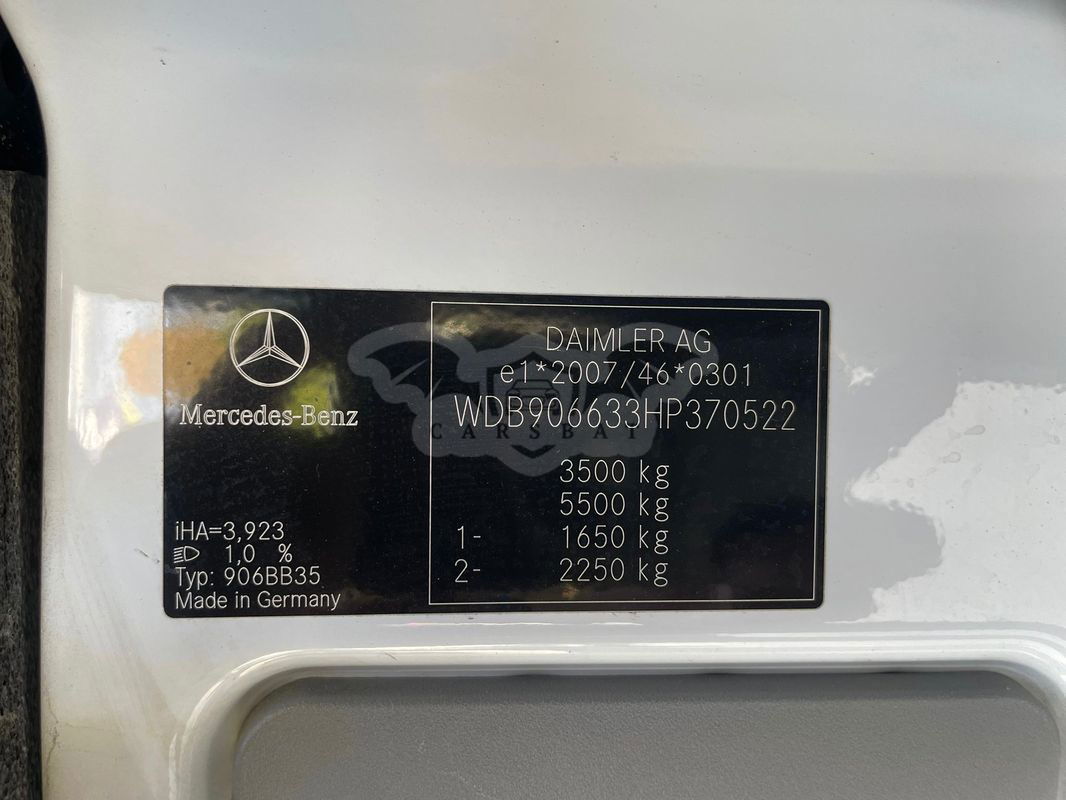 Mercedes-Benz
iHA=3,923
1,0 %
Typ: 906BB35
Made in Germany
DAIMLER AG
e1*2007/46*0301
WDB906633HP370522
CARSBAT
3500 kg
5500 kg
1- 1650 kg
2- 2250 kg